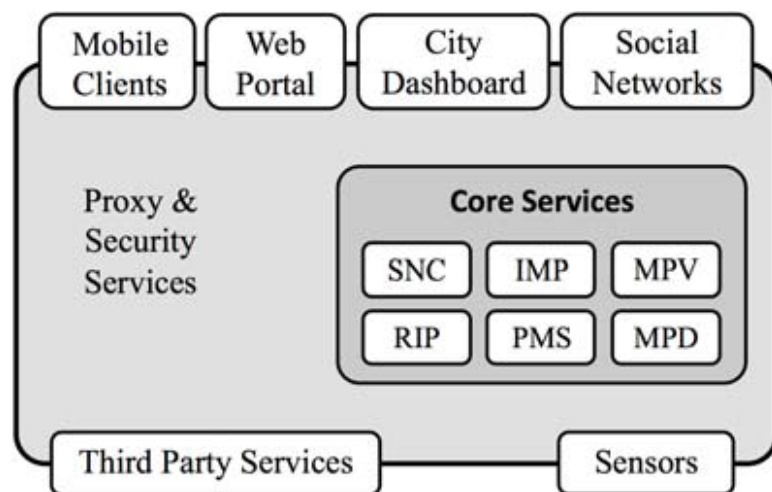 Mobile
Clients
Web
Portal
City
Dashboard
Social
Networks
Proxy &
Security
Services
Core Services
SNC
IMP
MPV
RIP
PMS
MPD
Third Party Services
Sensors